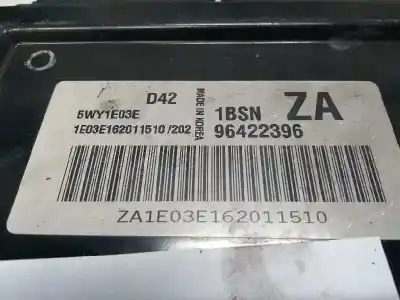 D42
5WY1E03E
1E03E162011510 /202
MADE IN KOREA
1BSN ZA
96422396
ZA1E03E162011510